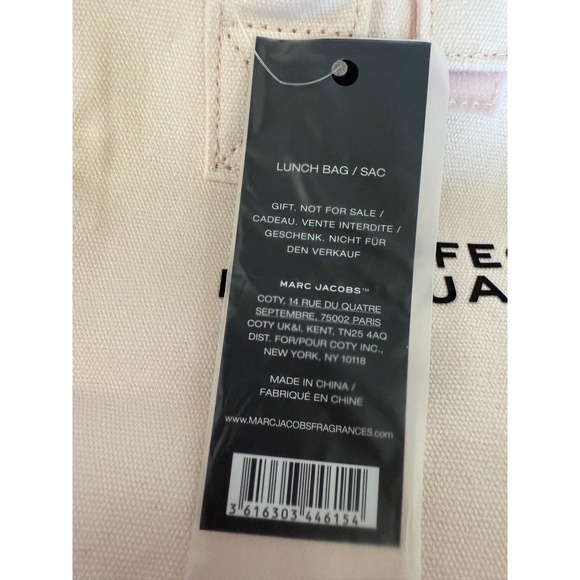 LUNCH BAG / SAC
GIFT. NOT FOR SALE /
CADEAU. VENTE INTERDITE /
GESCHENK. NICHT FÜR
DEN VERKAUF
MARC JACOBS™
COTY, 14 RUE DU QUATRE
SEPTEMBRE, 75002 PARIS
COTY UK&I, KENT, TN25 4AQ
DIST. FOR/POUR COTY INC.,
NEW YORK, NY 10118
MADE IN CHINA /
FABRIQUÉ EN CHINE
www.MARCJACOBSFRAGRANCES.com
3 616303 446154